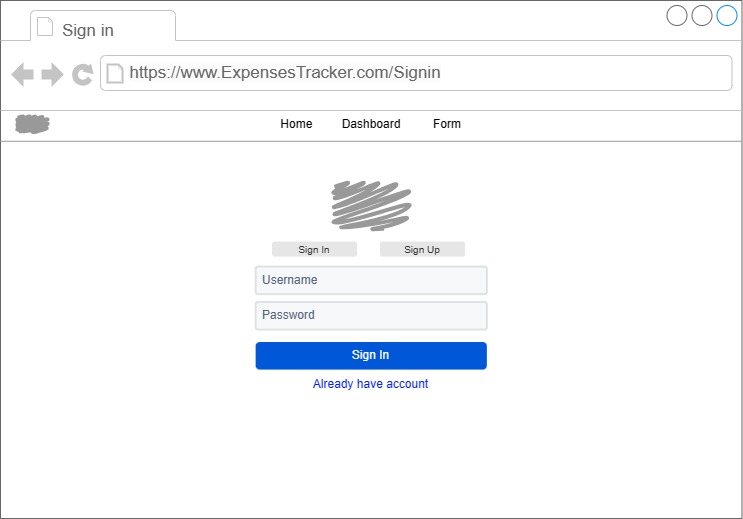 Sign in
https://www.ExpensesTracker.com/Signin
Home Dashboard Form
Sign In Sign Up
Username
Password
Sign In
Already have account